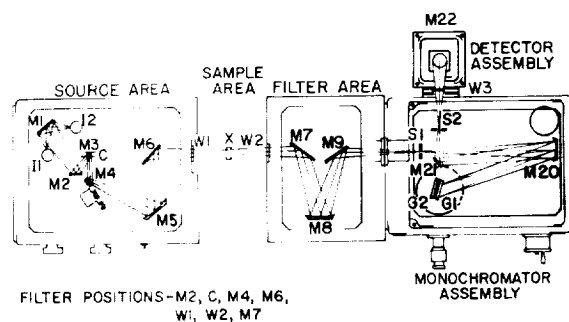 M22
DETECTOR
ASSEMBLY
SAMPLE
AREA
SOURCE AREA
FILTER AREA
W3
M1
I2
S2
M3
M6
W1
X
W2
M7
M9
S1
I1
C
M2
M4
M21
M20
M5
G2
G1
M8
MONOCHROMATOR
ASSEMBLY
FILTER POSITIONS-M2, C, M4, M6,
W1, W2, M7